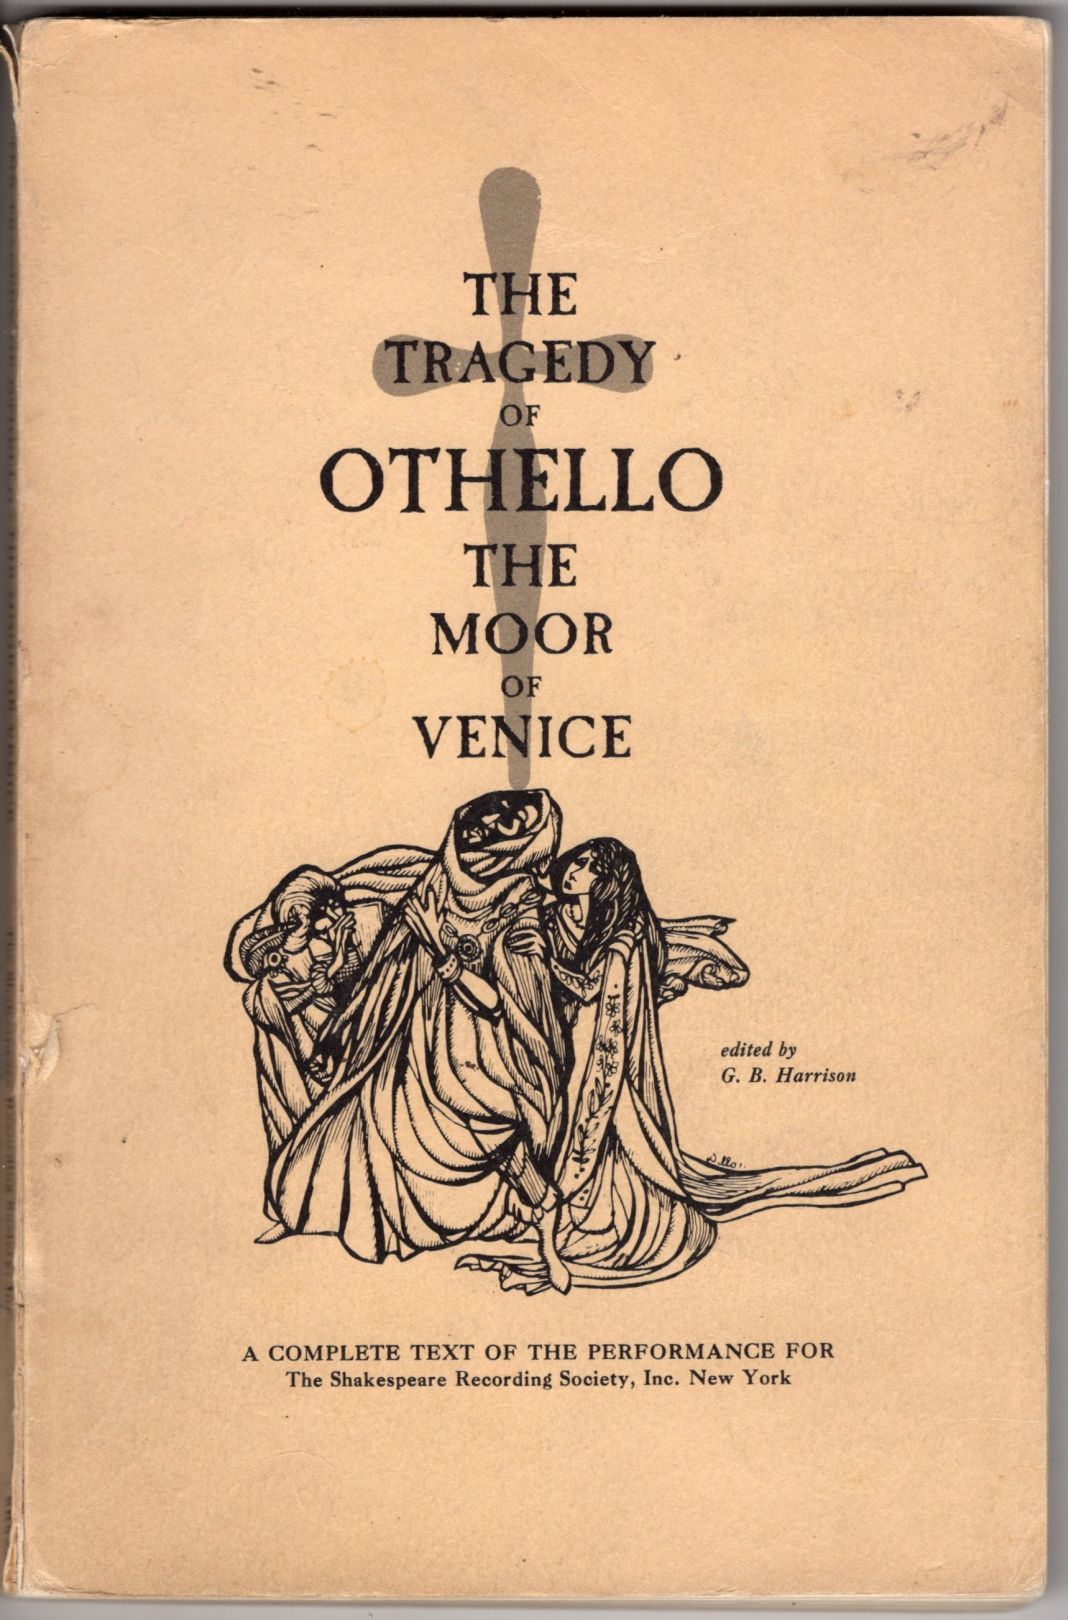 THE
TRAGEDY
OF
OTHELLO
THE
MOOR
OF
VENICE
edited by
G. B. Harrison
A COMPLETE TEXT OF THE PERFORMANCE FOR
The Shakespeare Recording Society, Inc. New York